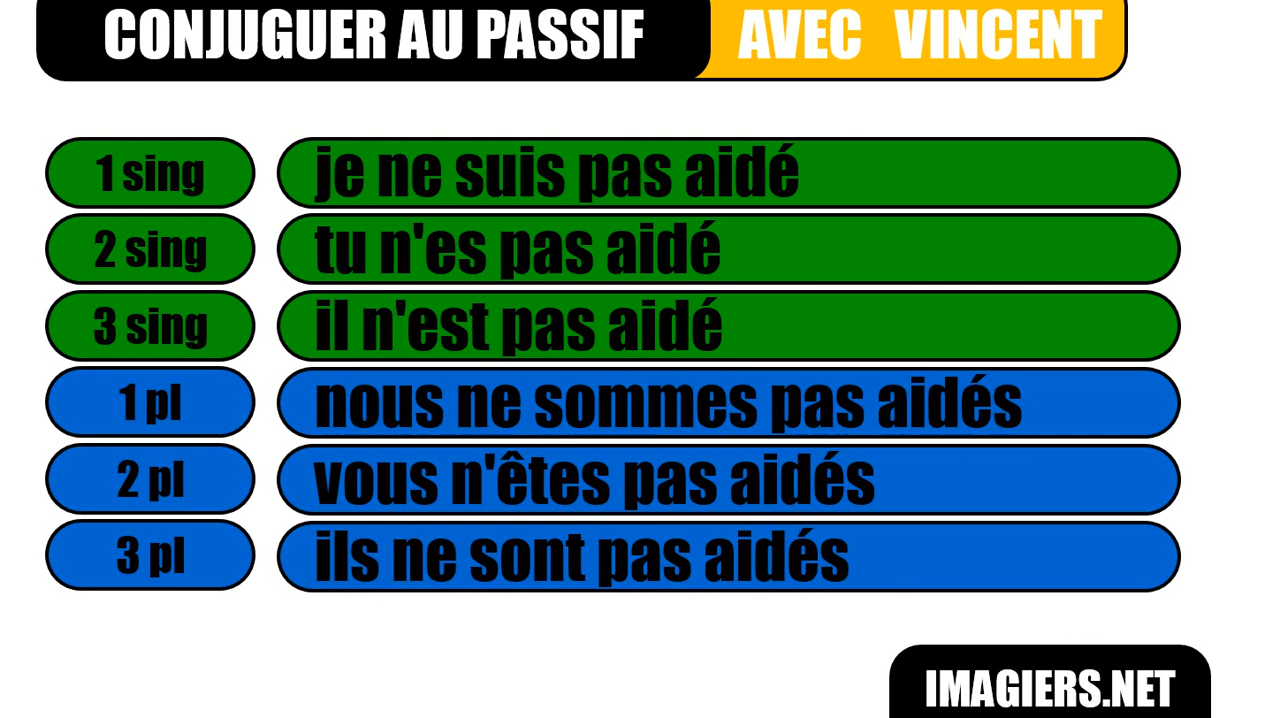 CONJUGUER AU PASSIF AVEC VINCENT
1 sing je ne suis pas aidé
2 sing tu n'es pas aidé
3 sing il n'est pas aidé
1 pl nous ne sommes pas aidés
2 pl vous n'êtes pas aidés
3 pl ils ne sont pas aidés
IMAGIERS.NET